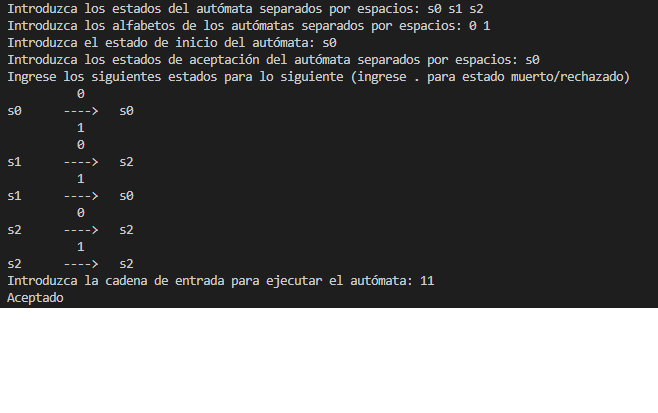 Introduzca los estados del autómata separados por espacios: s0 s1 s2
Introduzca los alfabetos de los autómatas separados por espacios: 0 1
Introduzca el estado de inicio del autómata: s0
Introduzca los estados de aceptación del autómata separados por espacios: s0
Ingrese los siguientes estados para lo siguiente (ingrese . para estado muerto/rechazado)
0
s0 ----> s0
1
0
s1 ----> s2
1
s1 ----> s0
0
s2 ----> s2
1
s2 ----> s2
Introduzca la cadena de entrada para ejecutar el autómata: 11
Aceptado